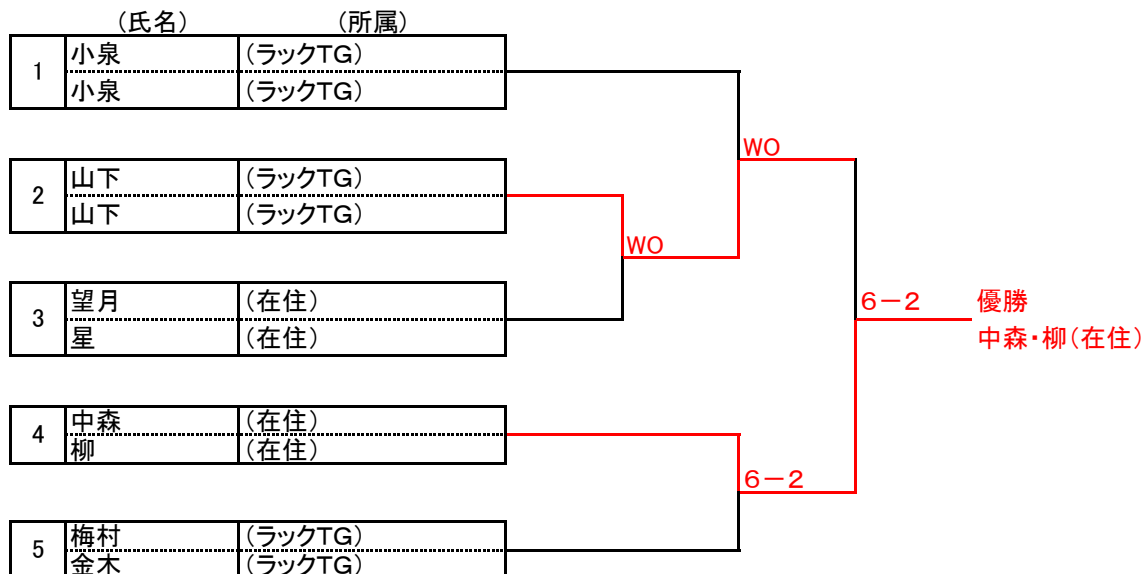 （氏名） （所属）
1 小泉 （ラックTG）
小泉 （ラックTG）
WO
2 山下 （ラックTG）
山下 （ラックTG）
WO
3 望月 （在住）
星 （在住）
6－2 優勝
中森・柳（在住）
4 中森 （在住）
柳 （在住）
6－2
5 梅村 （ラックTG）
金木 （ラックTG）